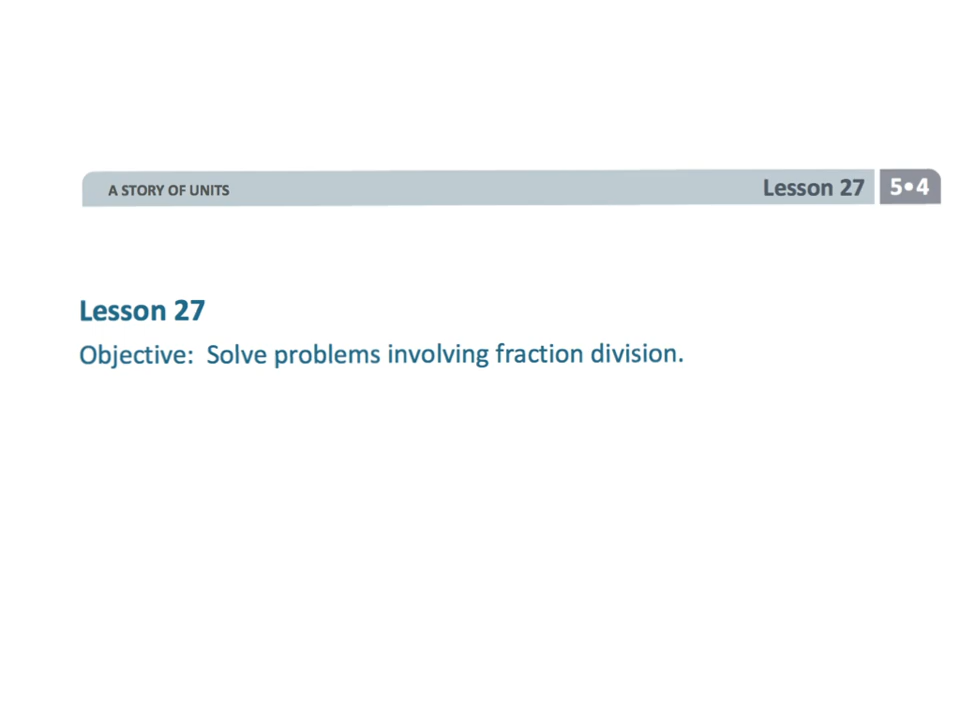 A STORY OF UNITS
Lesson 27
5•4
Lesson 27
Objective: Solve problems involving fraction division.